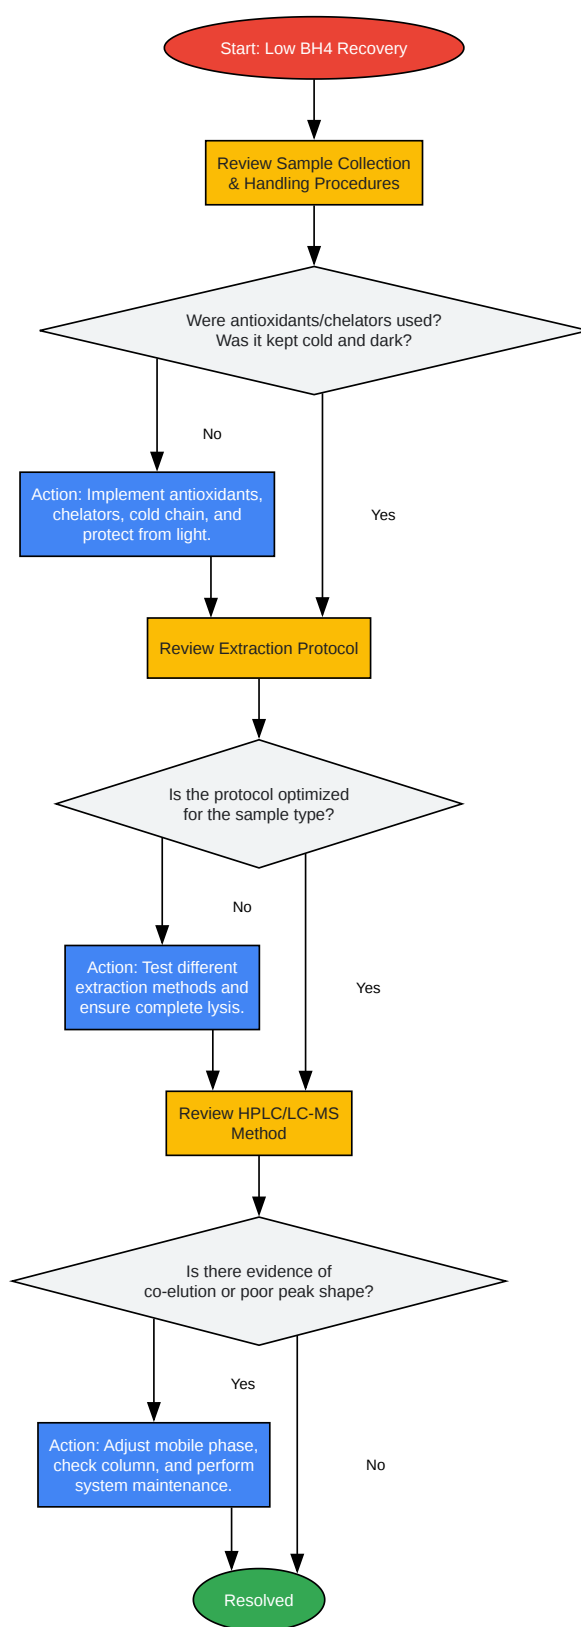 Start: Low BH4 Recovery
Review Sample Collection
& Handling Procedures
Were antioxidants/chelators used?
Was it kept cold and dark?
No
Action: Implement antioxidants,
chelators, cold chain, and
protect from light.
Yes
Review Extraction Protocol
Is the protocol optimized
for the sample type?
No
Action: Test different
extraction methods and
ensure complete lysis.
Yes
Review HPLC/LC-MS
Method
Is there evidence of
co-elution or poor peak shape?
Yes
Action: Adjust mobile phase,
check column, and perform
system maintenance.
No
Resolved